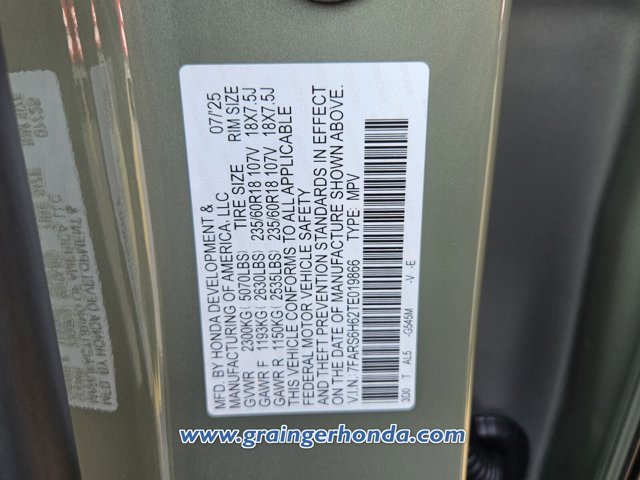 MFD. BY HONDA DEVELOPMENT &
MANUFACTURING OF AMERICA, LLC 07/25
TIRE SIZE RIM SIZE
GVWR 2300KG( 5070LBS)
GAWR F 1193KG( 2630LBS) 235/60R18 107V 18X7.5J
GAWR R 1150KG( 2535LBS) 235/60R18 107V 18X7.5J
THIS VEHICLE CONFORMS TO ALL APPLICABLE
FEDERAL MOTOR VEHICLE SAFETY
AND THEFT PREVENTION STANDARDS IN EFFECT
ON THE DATE OF MANUFACTURE SHOWN ABOVE.
V.I.N. 7FARS6H62TE019866 TYPE: MPV
3D0 T AL5 -G545M -V -E
www.graingerhonda.com